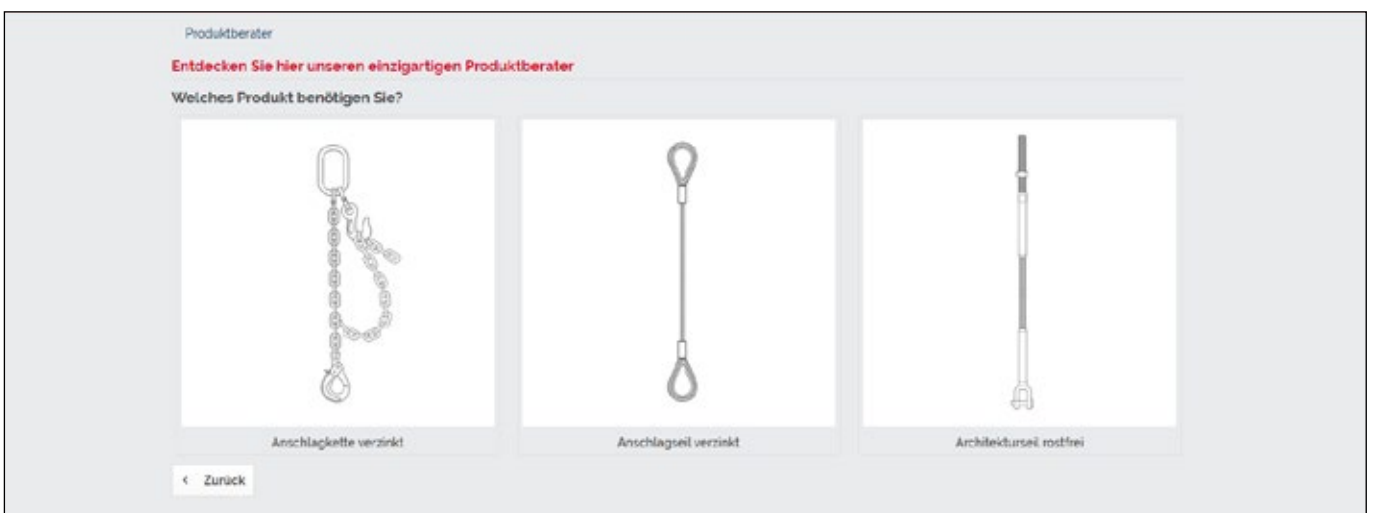 Produktberater
Entdecken Sie hier unseren einzigartigen Produktberater
Welches Produkt benötigen Sie?
Anschlagkette verzinkt
Anschlagseil verzinkt
Architekturseil rostfrei
< Zurück